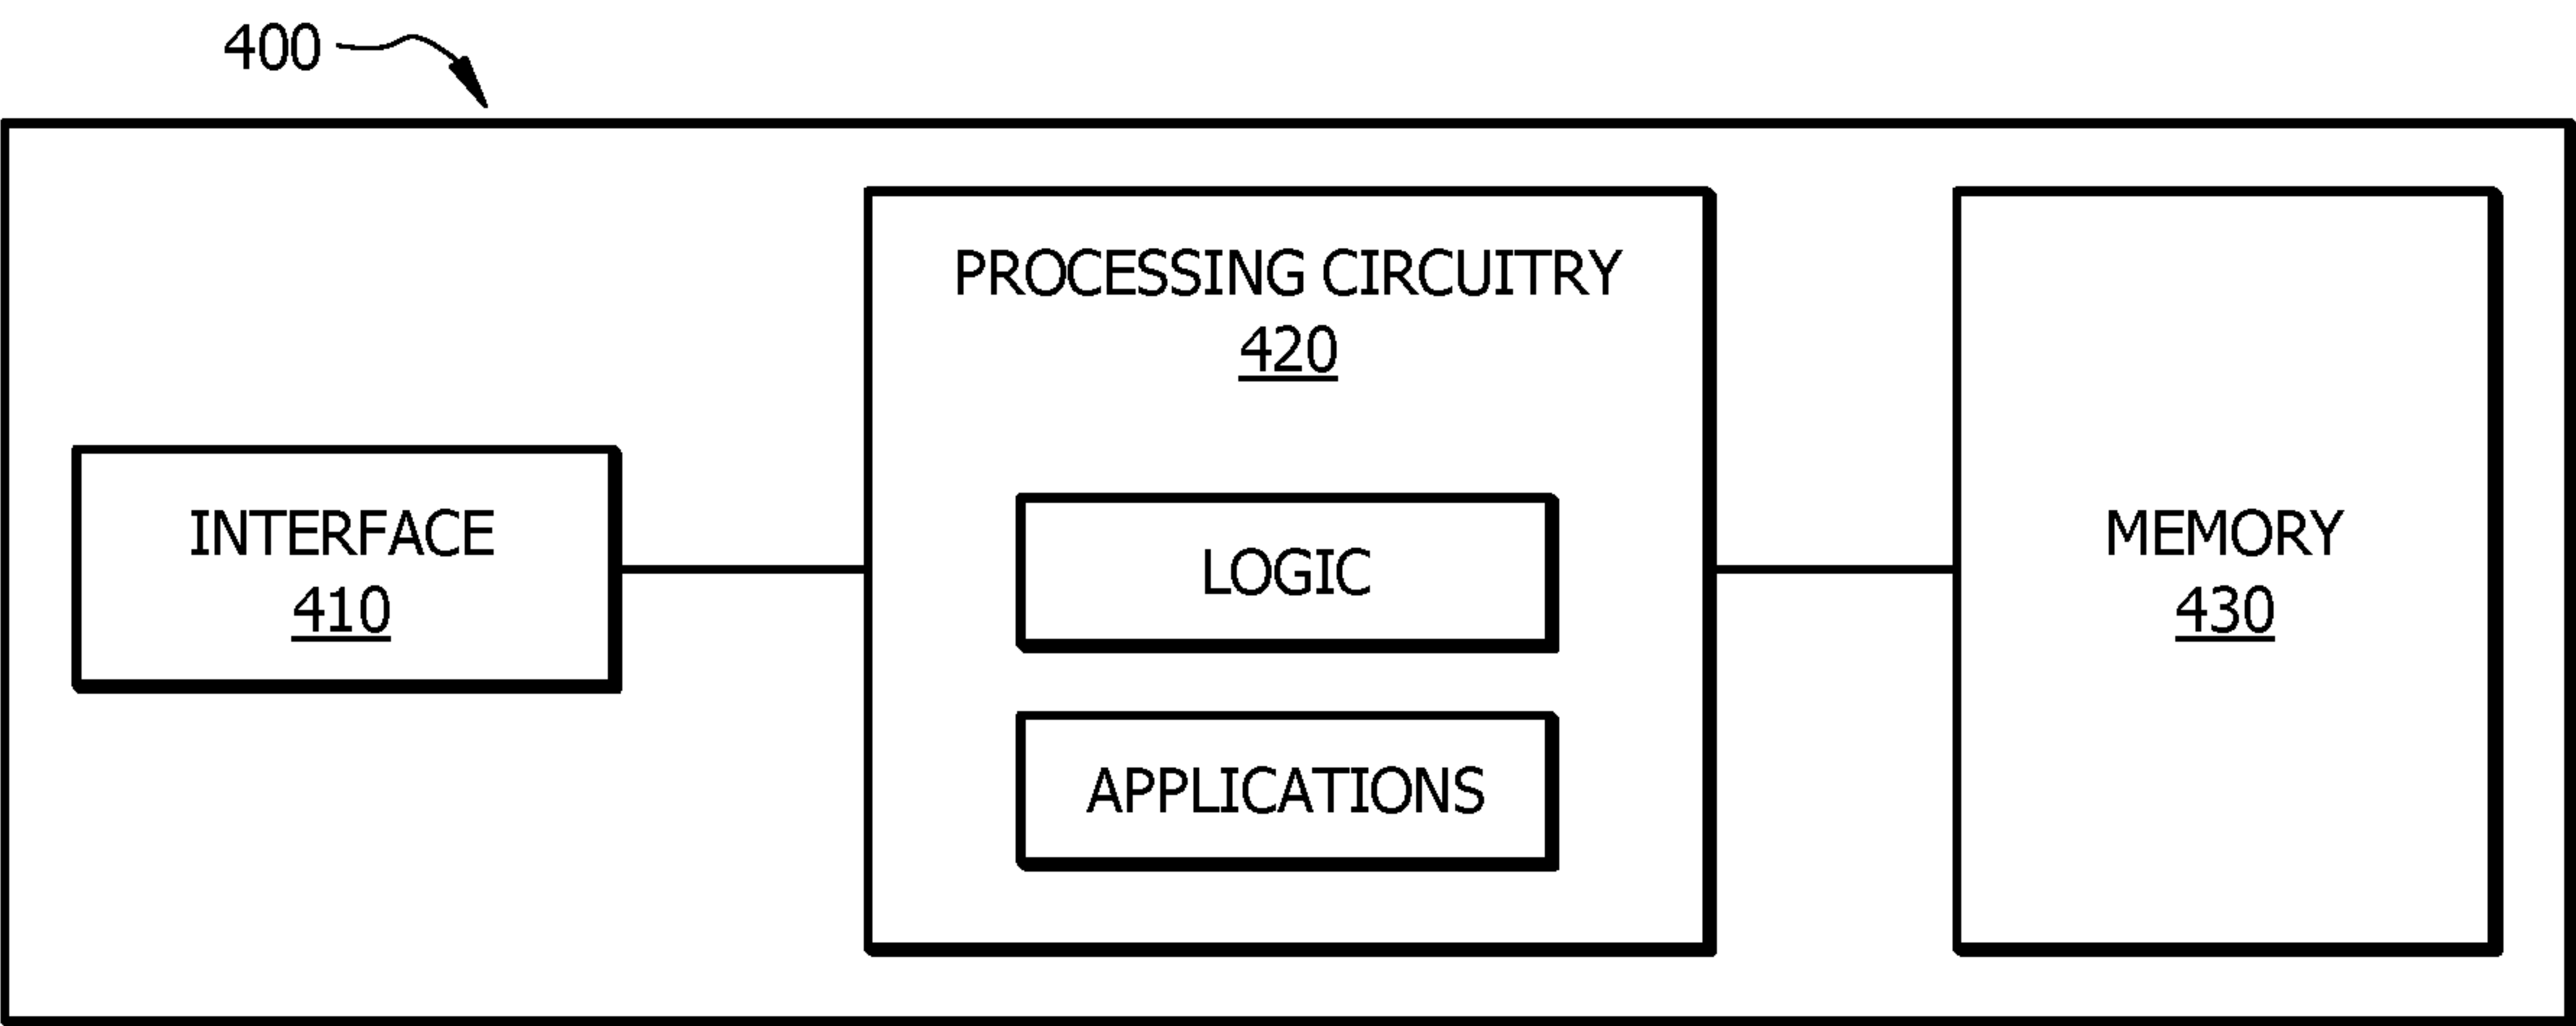 400
PROCESSING CIRCUITRY
420
INTERFACE
410
LOGIC
APPLICATIONS
MEMORY
430